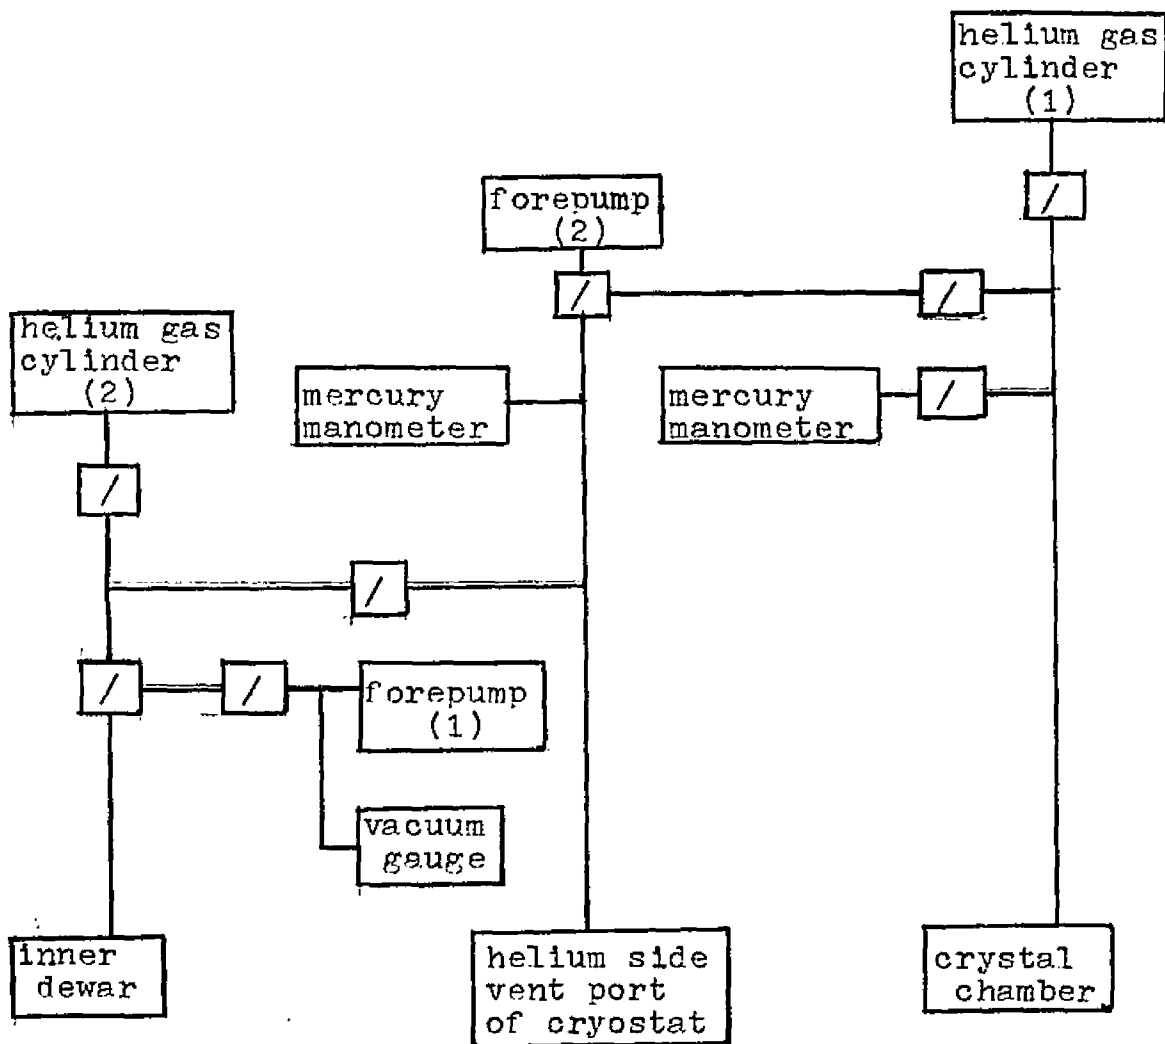 helium gas
cylinder
(1)
/
forepump
(2)
/
/
helium gas
cylinder
(2)
mercury
manometer
mercury
manometer
/
/
/
/
/
forepump
(1)
vacuum
gauge
inner
dewar
helium side
vent port
of cryostat
crystal
chamber